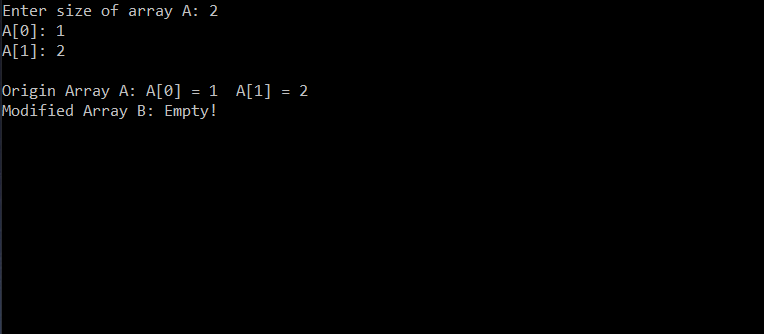 Enter size of array A: 2
A[0]: 1
A[1]: 2
Origin Array A: A[0] = 1  A[1] = 2
Modified Array B: Empty!